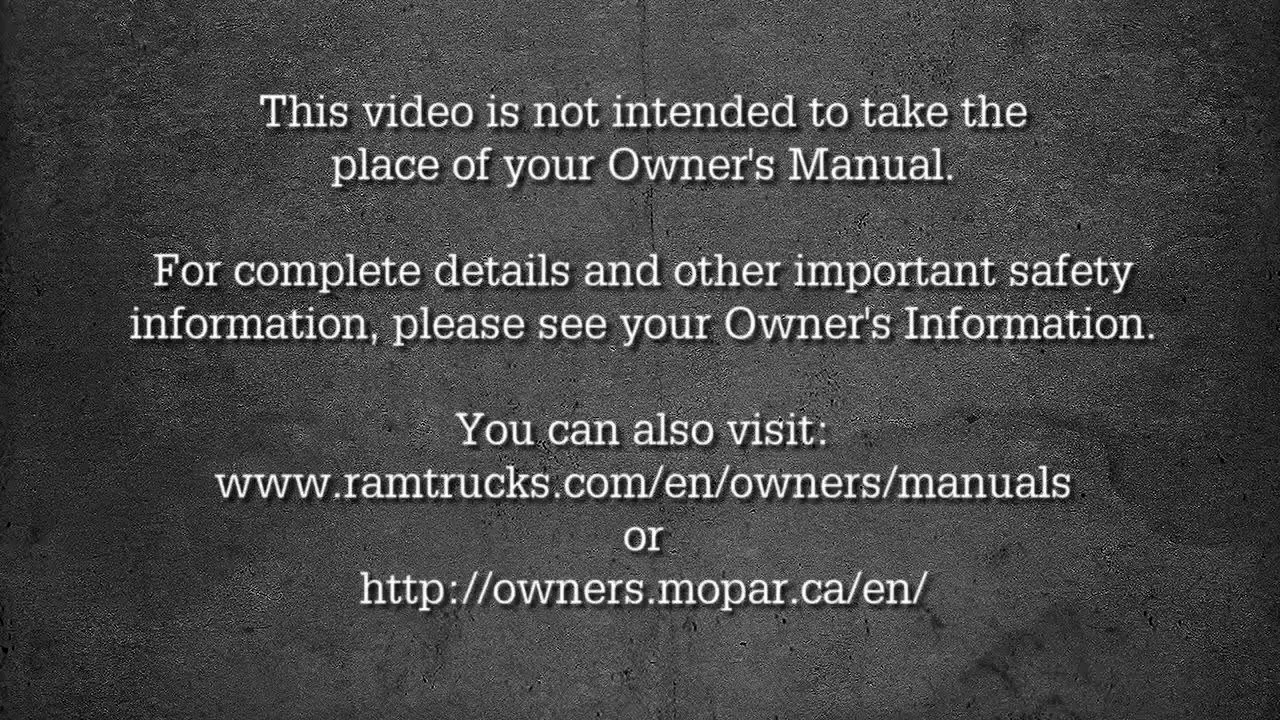 This video is not intended to take the
place of your Owner's Manual.
For complete details and other important safety
information, please see your Owner's Information.
You can also visit:
www.ramtrucks.com/en/owners/manuals
or
http://owners.mopar.ca/en/